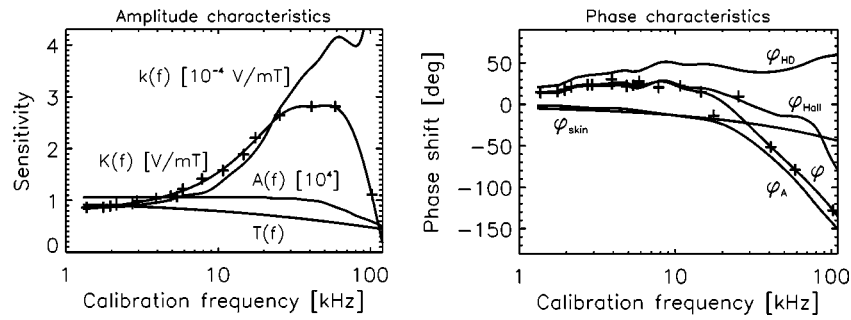 Amplitude characteristics
4
3
2
1
0
Sensitivity
k(f) [10⁻⁴ V/mT]
K(f) [V/mT]
A(f) [10⁴]
T(f)
1
10
100
Calibration frequency [kHz]
Phase characteristics
50
0
-50
-100
-150
Phase shift [deg]
φHD
φHall
φskin
φ
φA
1
10
100
Calibration frequency [kHz]